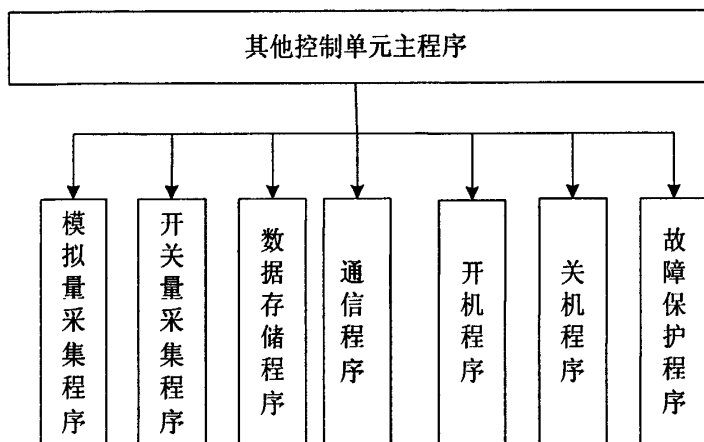 其他控制单元主程序
模拟量采集程序
开关量采集程序
数据存储程序
通信程序
开机程序
关机程序
故障保护程序